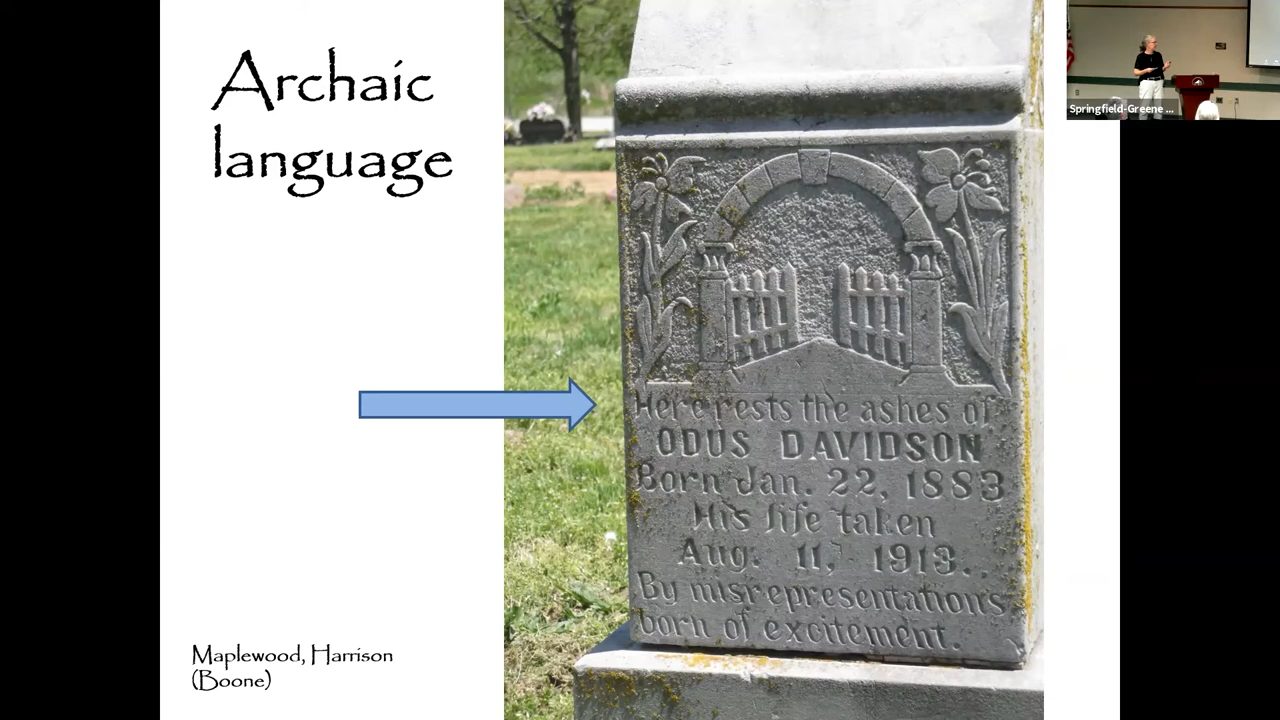 Archaic
language
Here rests the ashes of
ODUS DAVIDSON
Born Jan. 22, 1883
His life taken
Aug. 11, 1913.
By misrepresentations
born of excitement.
Maplewood, Harrison
(Boone)
Springfield-Greene ...